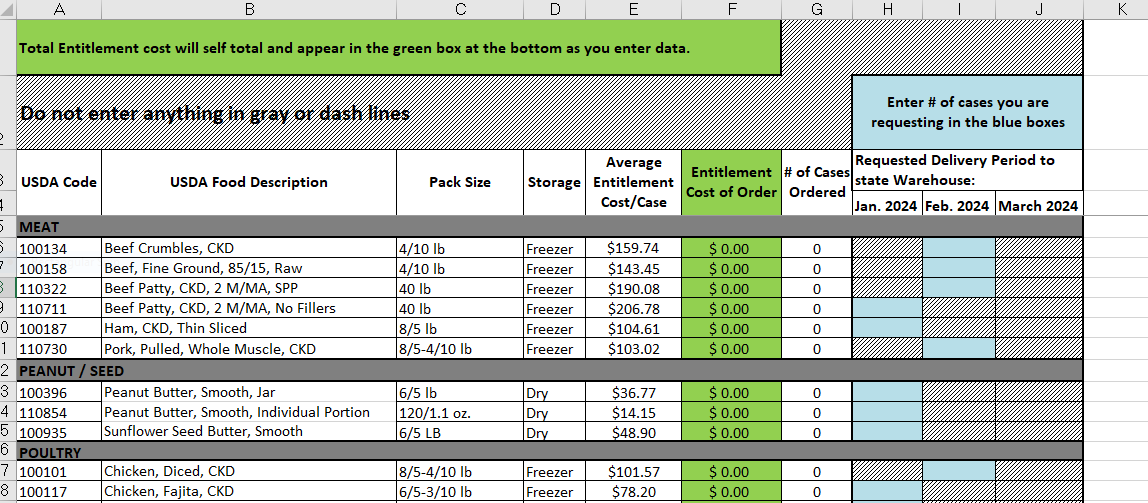 A B C D E F G H I J K
Total Entitlement cost will self total and appear in the green box at the bottom as you enter data.
Do not enter anything in gray or dash lines
Enter # of cases you are
requesting in the blue boxes
USDA Code USDA Food Description Pack Size Storage Average Entitlement Cost/Case Entitlement Cost of Order # of Cases Ordered Requested Delivery Period to state Warehouse:
Jan. 2024 Feb. 2024 March 2024
MEAT
100134 Beef Crumbles, CKD 4/10 lb Freezer $159.74 $ 0.00 0
100158 Beef, Fine Ground, 85/15, Raw 4/10 lb Freezer $143.45 $ 0.00 0
110322 Beef Patty, CKD, 2 M/MA, SPP 40 lb Freezer $190.08 $ 0.00 0
110711 Beef Patty, CKD, 2 M/MA, No Fillers 40 lb Freezer $206.78 $ 0.00 0
100187 Ham, CKD, Thin Sliced 8/5 lb Freezer $104.61 $ 0.00 0
110730 Pork, Pulled, Whole Muscle, CKD 8/5-4/10 lb Freezer $103.02 $ 0.00 0
PEANUT / SEED
100396 Peanut Butter, Smooth, Jar 6/5 lb Dry $36.77 $ 0.00 0
110854 Peanut Butter, Smooth, Individual Portion 120/1.1 oz. Dry $14.15 $ 0.00 0
100935 Sunflower Seed Butter, Smooth 6/5 LB Dry $48.90 $ 0.00 0
POULTRY
100101 Chicken, Diced, CKD 8/5-4/10 lb Freezer $101.57 $ 0.00 0
100117 Chicken, Fajita, CKD 6/5-3/10 lb Freezer $78.20 $ 0.00 0